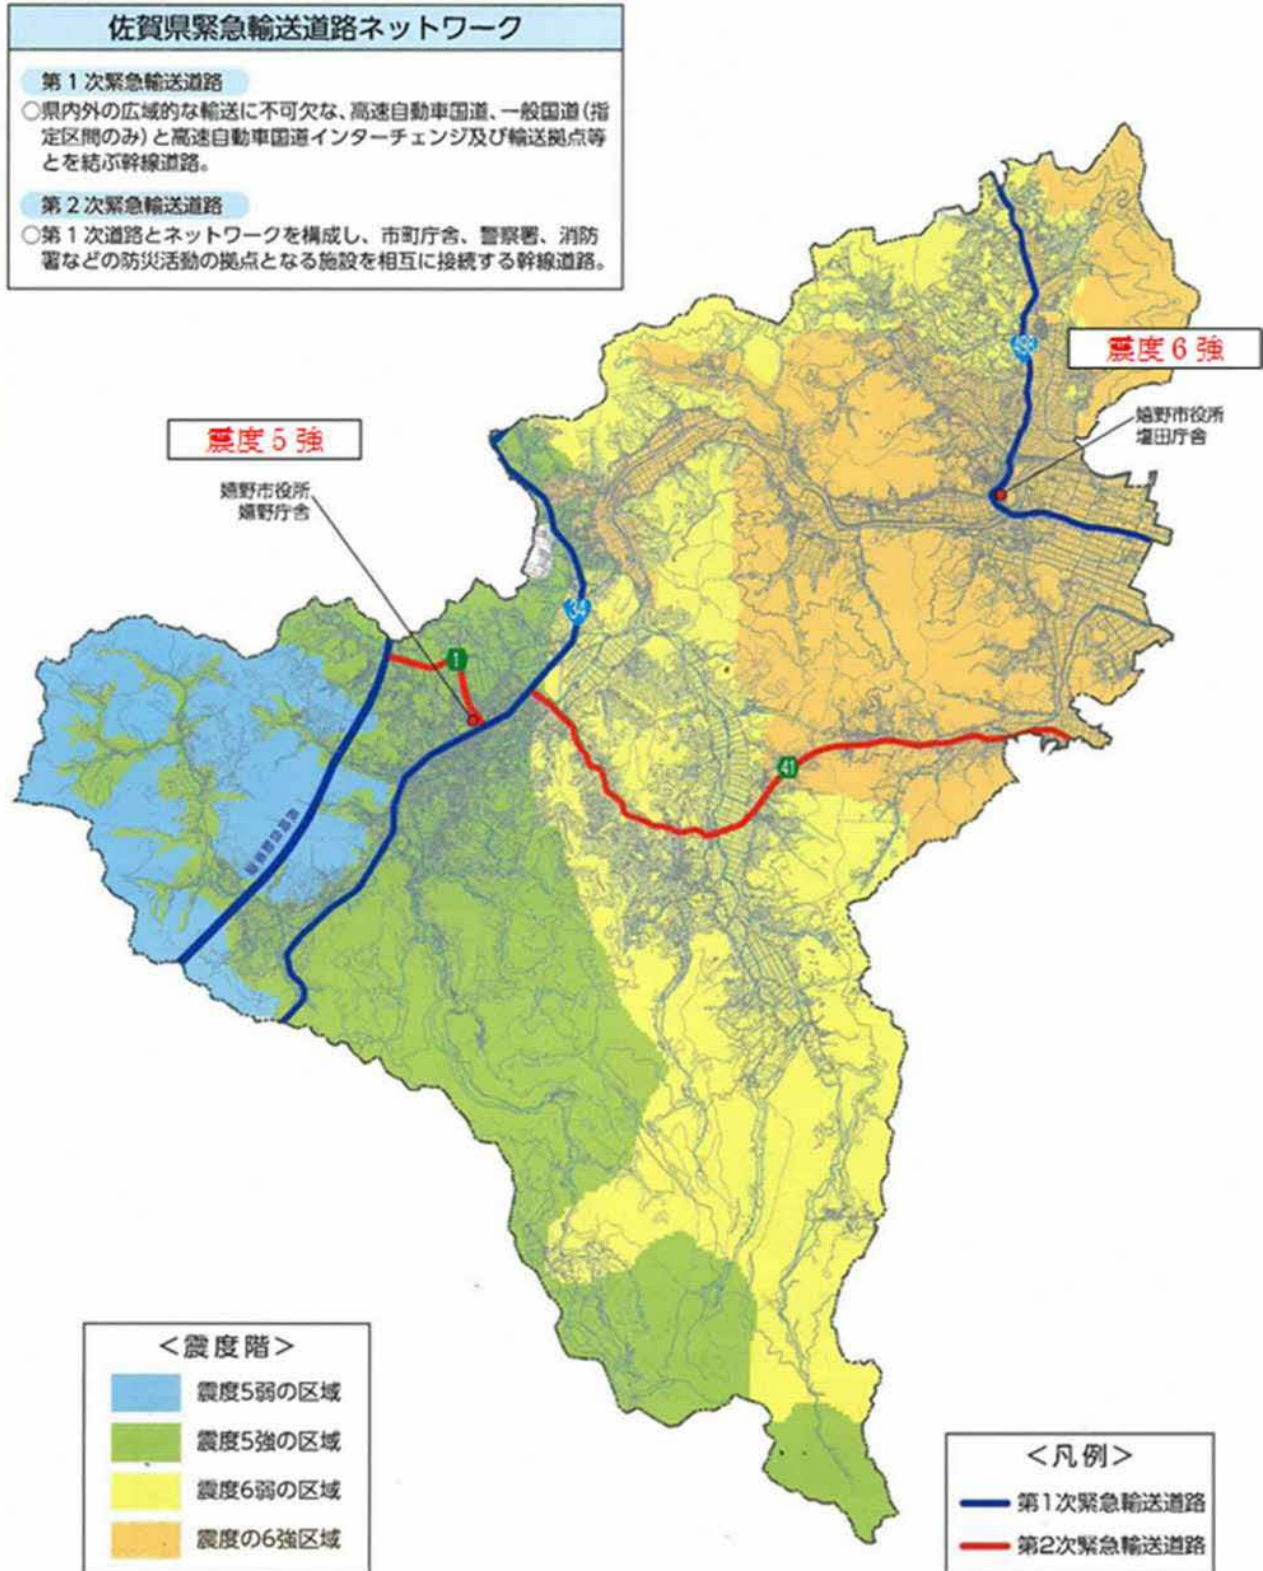 佐賀県緊急輸送道路ネットワーク
第1次緊急輸送道路
○県内外の広域的な輸送に不可欠な、高速自動車国道、一般国道(指
定区間のみ)と高速自動車国道インターチェンジ及び輸送拠点等
とを結ぶ幹線道路。
第2次緊急輸送道路
○第1次道路とネットワークを構成し、市町庁舎、警察署、消防
署などの防災活動の拠点となる施設を相互に接続する幹線道路。
震度6強
嬉野市役所
塩田庁舎
震度5強
嬉野市役所
嬉野庁舎
34
1
41
<震度階>
震度5弱の区域
震度5強の区域
震度6弱の区域
震度の6強区域
<凡例>
第1次緊急輸送道路
第2次緊急輸送道路